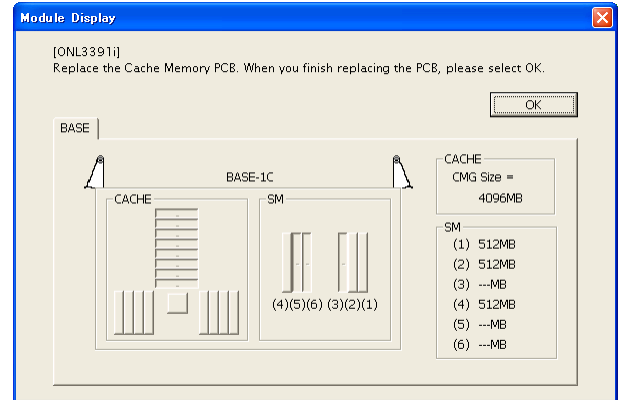 Module Display
[ONL3391i]
Replace the Cache Memory PCB. When you finish replacing the PCB, please select OK.
OK
BASE
BASE-1C
CACHE
SM
(4)(5)(6) (3)(2)(1)
CACHE
CMG Size =
4096MB
SM
(1) 512MB
(2) 512MB
(3) ---MB
(4) 512MB
(5) ---MB
(6) ---MB